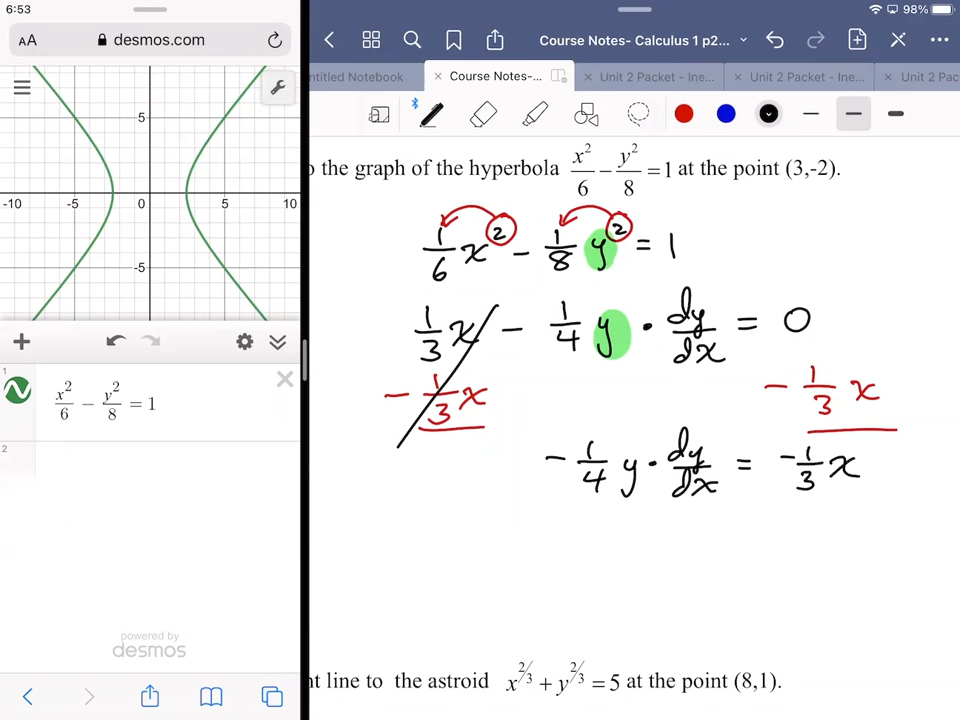 6:53
98%
AA desmos.com
Course Notes- Calculus 1 p2...
ntitled Notebook
Course Notes-...
Unit 2 Packet - Ine...
Unit 2 Packet - Ine...
Unit 2 Pac
o the graph of the hyperbola x²/6 − y²/8 = 1 at the point (3,-2).
1/6 x² − 1/8 y² = 1
1/3 x − 1/4 y · dy/dx = 0
− 1/3 x − 1/3 x
− 1/4 y · dy/dx = − 1/3 x
5
-10 -5 0 5 10
-5
1
x²/6 − y²/8 = 1
2
powered by
desmos
nt line to the astroid x^2/3 + y^2/3 = 5 at the point (8,1).